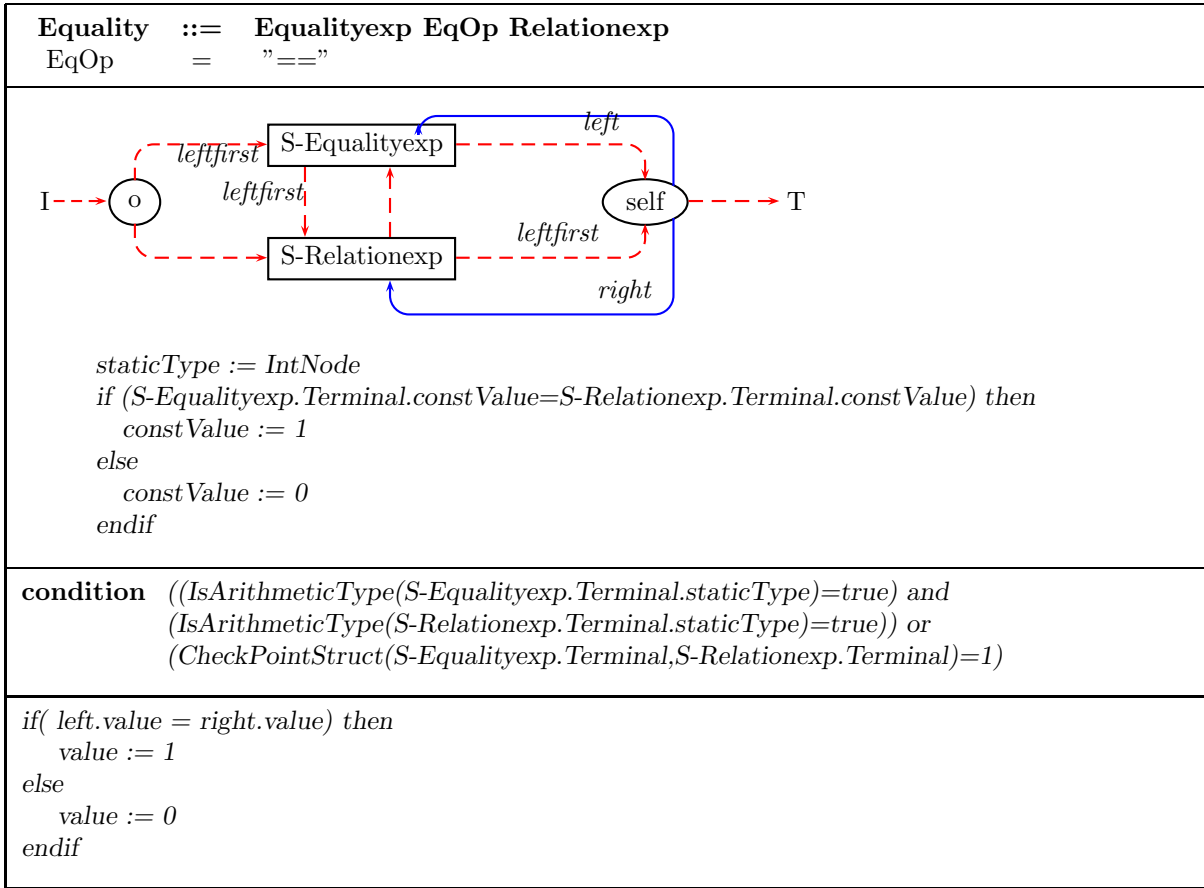 Equality ::= Equalityexp EqOp Relationexp
EqOp = ”==”
left
S-Equalityexp
leftfirst
leftfirst
I o self T
leftfirst
S-Relationexp
right
staticType := IntNode
if (S-Equalityexp.Terminal.constValue=S-Relationexp.Terminal.constValue) then
constValue := 1
else
constValue := 0
endif
condition ((IsArithmeticType(S-Equalityexp.Terminal.staticType)=true) and
(IsArithmeticType(S-Relationexp.Terminal.staticType)=true)) or
(CheckPointStruct(S-Equalityexp.Terminal,S-Relationexp.Terminal)=1)
if( left.value = right.value) then
value := 1
else
value := 0
endif